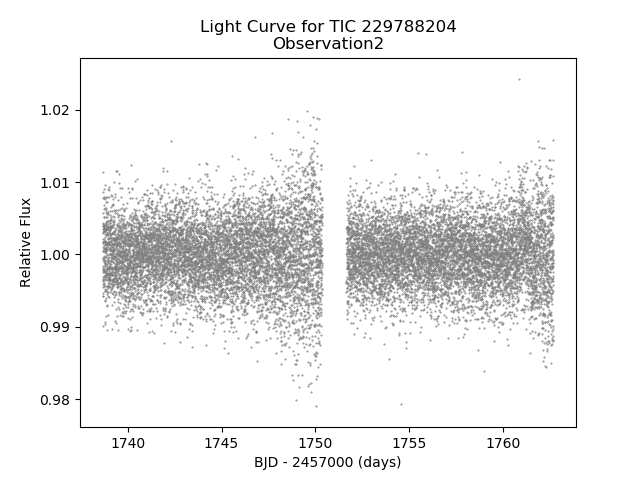 Light Curve for TIC 229788204
Observation2
1.02
1.01
1.00
0.99
0.98
Relative Flux
1740
1745
1750
1755
1760
BJD - 2457000 (days)